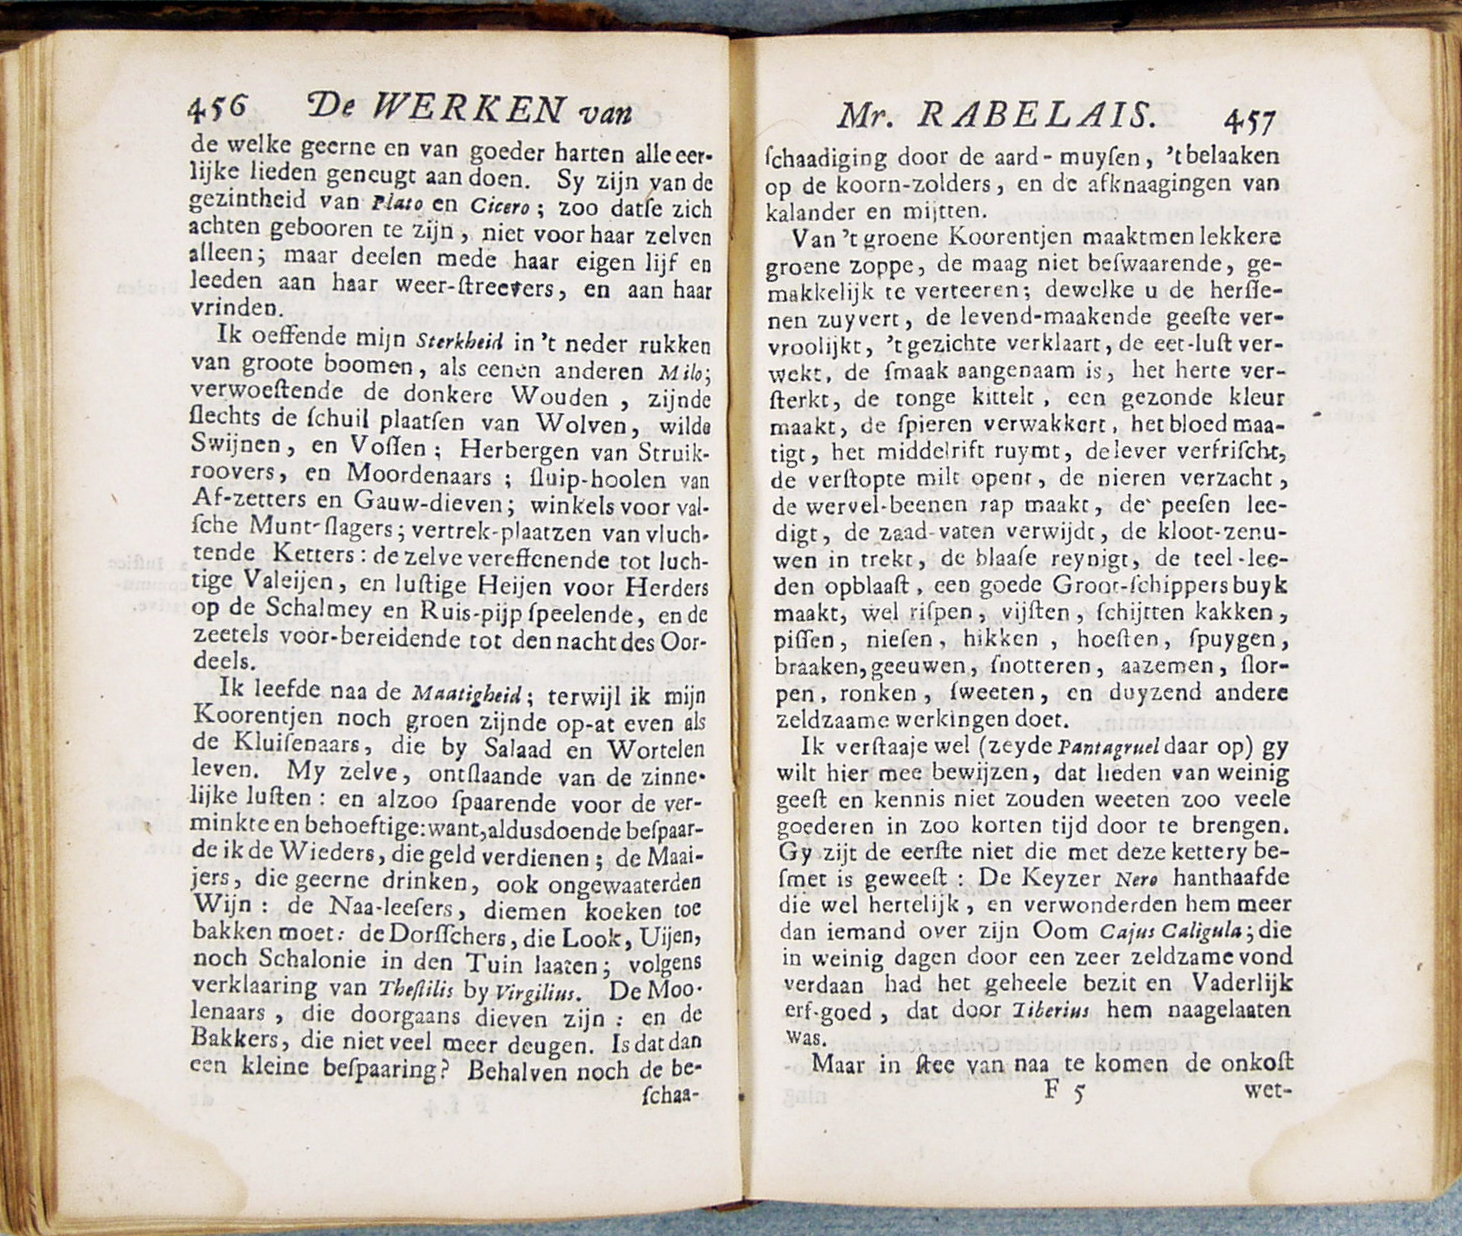 456 De WERKEN van
de welke geerne en van goeder harten alle eer-
lijke lieden geneugt aan doen. Sy zijn van de
gezintheid van Plato en Cicero; zoo datſe zich
achten gebooren te zijn, niet voor haar zelven
alleen; maar deelen mede haar eigen lijf en
leeden aan haar weer-ſtreevers, en aan haar
vrinden.
Ik oeffende mijn Sterkheid in 't neder rukken
van groote boomen, als eenen anderen Milo;
verwoeſtende de donkere Wouden, zijnde
ſlechts de ſchuil plaatſen van Wolven, wilde
Swijnen, en Voſſen; Herbergen van Struik-
roovers, en Moordenaars; ſluip-hoolen van
Af-zetters en Gauw-dieven; winkels voor val-
ſche Munt-ſlagers; vertrek-plaatzen van vluch-
tende Ketters: de zelve vereffenende tot luch-
tige Valeijen, en luſtige Heijen voor Herders
op de Schalmey en Ruis-pijp ſpeelende, en de
zeetels voor-bereidende tot den nacht des Oor-
deels.
Ik leefde naa de Maatigheid; terwijl ik mijn
Koorentjen noch groen zijnde op-at even als
de Kluiſenaars, die by Salaad en Wortelen
leven. My zelve, ontſlaande van de zinne-
lijke luſten: en alzoo ſpaarende voor de ver-
minkte en behoeftige: want, aldus doende beſpaar-
de ik de Wieders, die geld verdienen; de Maai-
jers, die geerne drinken, ook ongewaaterden
Wijn: de Naa-leeſers, diemen koeken toe
bakken moet: de Dorſſchers, die Look, Uijen,
noch Schalonie in den Tuin laaten; volgens
verklaaring van Theſtilis by Virgilius. De Moo-
lenaars, die doorgaans dieven zijn: en de
Bakkers, die niet veel meer deugen. Is dat dan
een kleine beſpaaring? Behalven noch de be-
ſchaa-
Mr. RABELAIS. 457
ſchaadiging door de aard-muyſen, 't belaaken
op de koorn-zolders, en de afknaagingen van
kalander en mijtten.
Van 't groene Koorentjen maaktmen lekkere
groene zoppe, de maag niet beſwaarende, ge-
makkelijk te verteeren; dewelke u de herſſe-
nen zuyvert, de levend-maakende geeſte ver-
vroolijkt, 't gezichte verklaart, de eet-luſt ver-
wekt, de ſmaak aangenaam is, het herte ver-
ſterkt, de tonge kittelt, een gezonde kleur
maakt, de ſpieren verwakkert, het bloed maa-
tigt, het middelrift ruymt, de lever verfriſcht,
de verſtopte milt opent, de nieren verzacht,
de wervel-beenen rap maakt, de peeſen lee-
digt, de zaad-vaten verwijdt, de kloot-zenu-
wen in trekt, de blaaſe reynigt, de teel-lee-
den opblaaſt, een goede Groot-ſchippers buyk
maakt, wel riſpen, vijſten, ſchijtten kakken,
piſſen, nieſen, hikken, hoeſten, ſpuygen,
braaken, geeuwen, ſnotteren, aazemen, ſlor-
pen, ronken, ſweeten, en duyzend andere
zeldzaame werkingen doet.
Ik verſtaaje wel (zeyde Pantagruel daar op) gy
wilt hier mee bewijzen, dat lieden van weinig
geeſt en kennis niet zouden weeten zoo veele
goederen in zoo korten tijd door te brengen.
Gy zijt de eerſte niet die met deze kettery be-
ſmet is geweeſt: De Keyzer Nero hanthaafde
die wel hertelijk, en verwonderden hem meer
dan iemand over zijn Oom Cajus Caligula; die
in weinig dagen door een zeer zeldzame vond
verdaan had het geheele bezit en Vaderlijk
erf-goed, dat door Tiberius hem naagelaaten
was.
Maar in ſtee van naa te komen de onkoſt
F 5 wet-